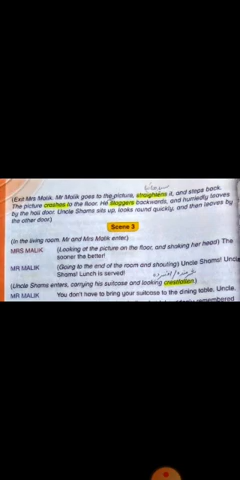 سیدھا کرنا
(Exit Mrs Malik. Mr Malik goes to the picture, straightens it, and steps back.
The picture crashes to the floor. He staggers backwards, and hurriedly leaves
by the hall door. Uncle Shams sits up, looks round quickly, and then leaves by
the other door)
Scene 3
(In the living room. Mr and Mrs Malik enter)
MRS MALIK (Looking at the picture on the floor, and shaking her head) The
sooner the better!
MR MALIK (Going to the end of the room and shouting) Uncle Shams! Uncle
Shams! Lunch is served!
(Uncle Shams enters, carrying his suitcase and looking crestfallen)
MR MALIK You don't have to bring your suitcase to the dining table, Uncle.
remembered